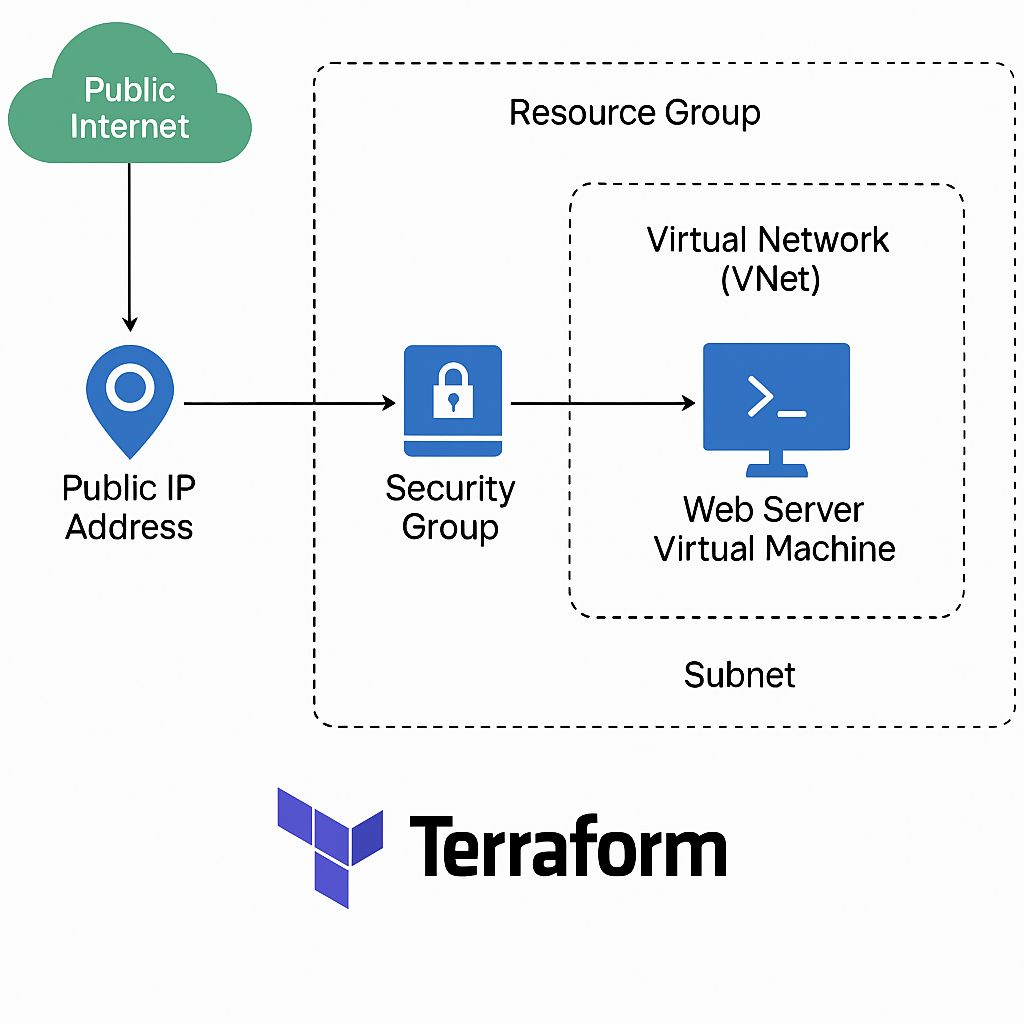 Public
Internet
Resource Group
Virtual Network
(VNet)
Public IP
Address
Security
Group
>_
Web Server
Virtual Machine
Subnet
Terraform